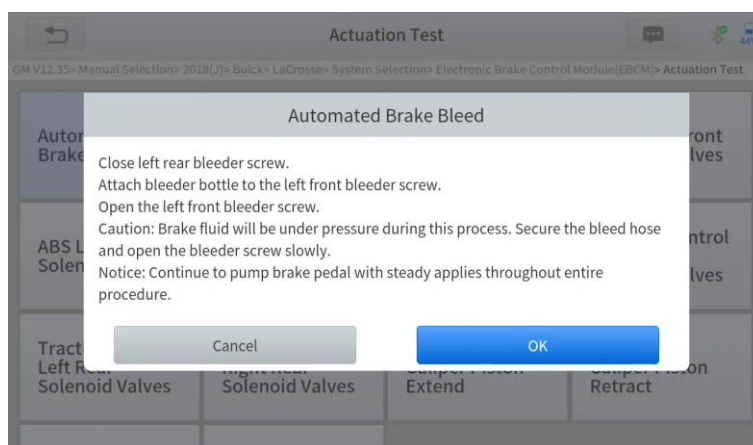 Actuation Test
GM V12.35> Manual Selection> 2018(J)> Buick> LaCrosse> System Selection> Electronic Brake Control Module(EBCM)> Actuation Test
Automated Brake Bleed
Close left rear bleeder screw.
Attach bleeder bottle to the left front bleeder screw.
Open the left front bleeder screw.
Caution: Brake fluid will be under pressure during this process. Secure the bleed hose
and open the bleeder screw slowly.
Notice: Continue to pump brake pedal with steady applies throughout entire
procedure.
Cancel
OK
Brake
lves
ABS L
lves
Solenoid Valves
Solenoid Valves
Extend
Retract